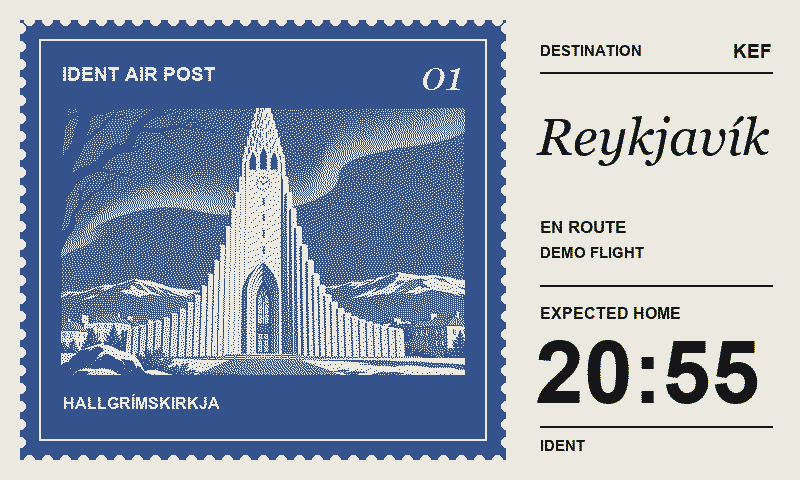 IDENT AIR POST
01
HALLGRÍMSKIRKJA
DESTINATION KEF
Reykjavík
EN ROUTE
DEMO FLIGHT
EXPECTED HOME
20:55
IDENT